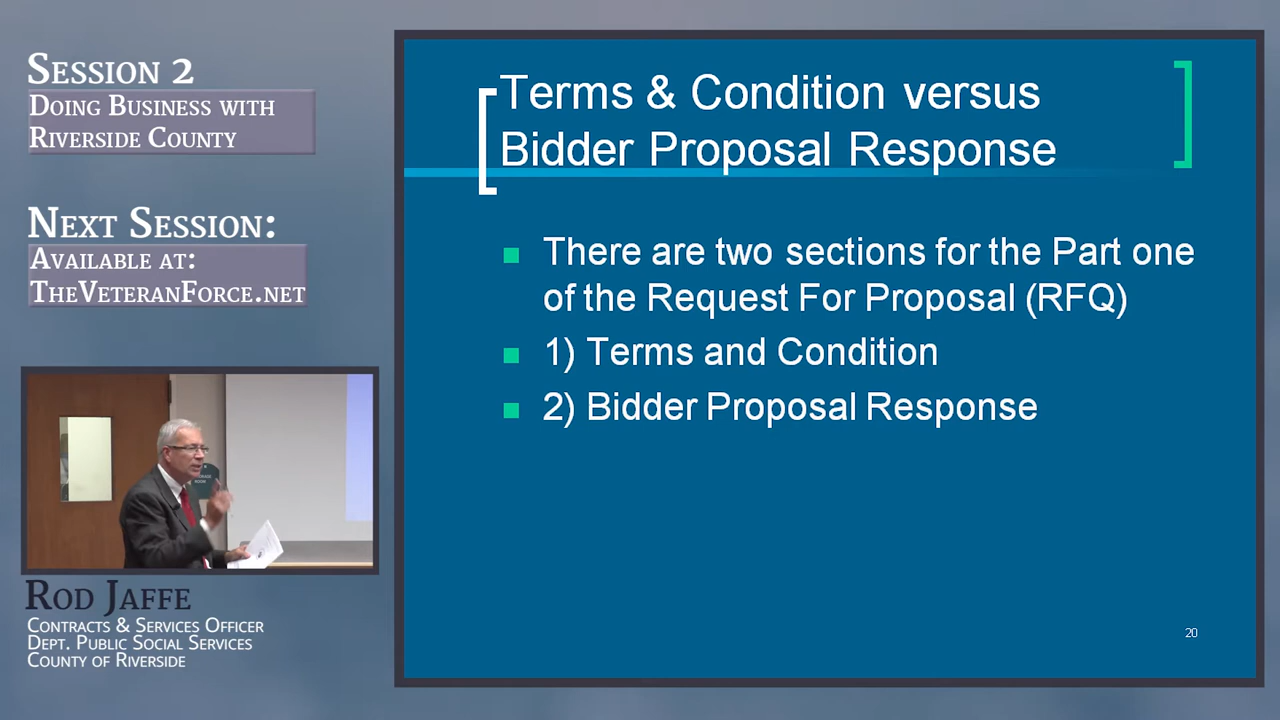 SESSION 2
DOING BUSINESS WITH
RIVERSIDE COUNTY
NEXT SESSION:
AVAILABLE AT:
THEVETERANFORCE.NET
ROD JAFFE
CONTRACTS & SERVICES OFFICER
DEPT. PUBLIC SOCIAL SERVICES
COUNTY OF RIVERSIDE
Terms & Condition versus
Bidder Proposal Response
There are two sections for the Part one
of the Request For Proposal (RFQ)
1) Terms and Condition
2) Bidder Proposal Response
20